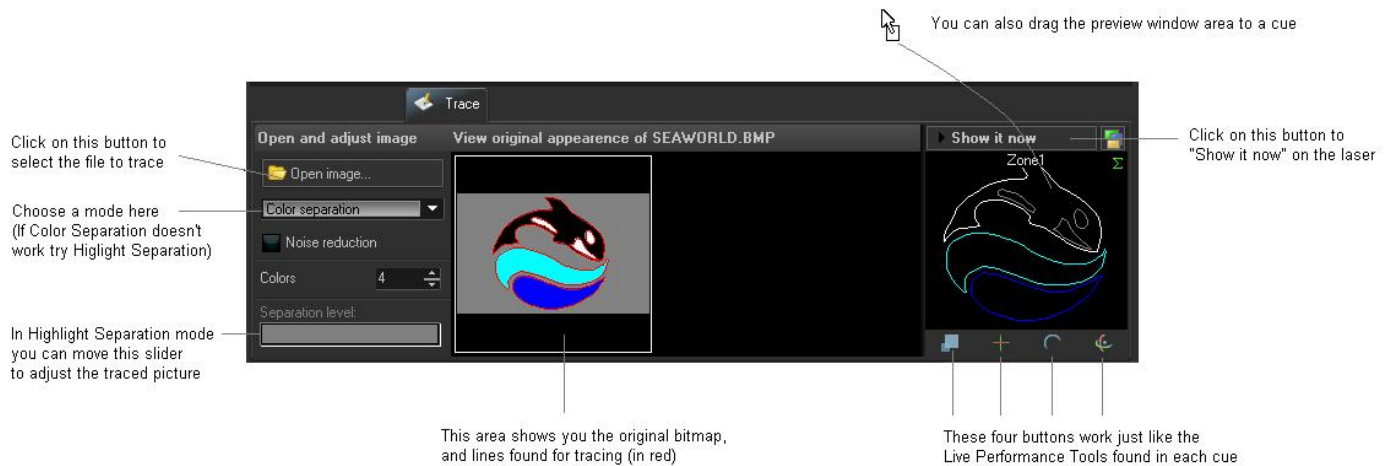 You can also drag the preview window area to a cue
Trace
Click on this button to
select the file to trace
Open and adjust image
View original appearence of SEAWORLD.BMP
Show it now
Click on this button to
"Show it now" on the laser
Open image...
Zone1
Σ
Choose a mode here
(If Color Separation doesn't
work try Higlight Separation)
Color separation
Noise reduction
Colors 4
Separation level:
In Highlight Separation mode
you can move this slider
to adjust the traced picture
This area shows you the original bitmap,
and lines found for tracing (in red)
These four buttons work just like the
Live Performance Tools found in each cue